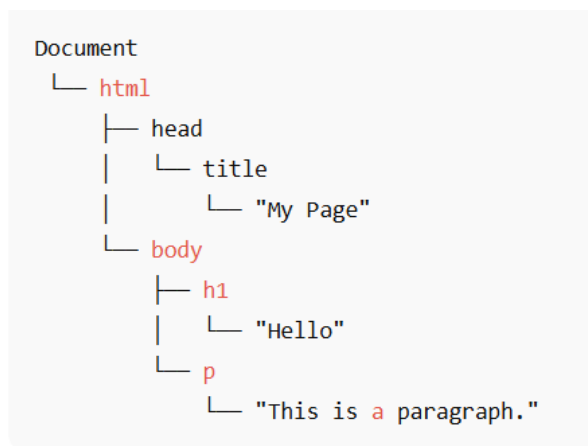 Document
└── html
    ├── head
    │   └── title
    │       └── "My Page"
    └── body
        ├── h1
        │   └── "Hello"
        └── p
            └── "This is a paragraph."